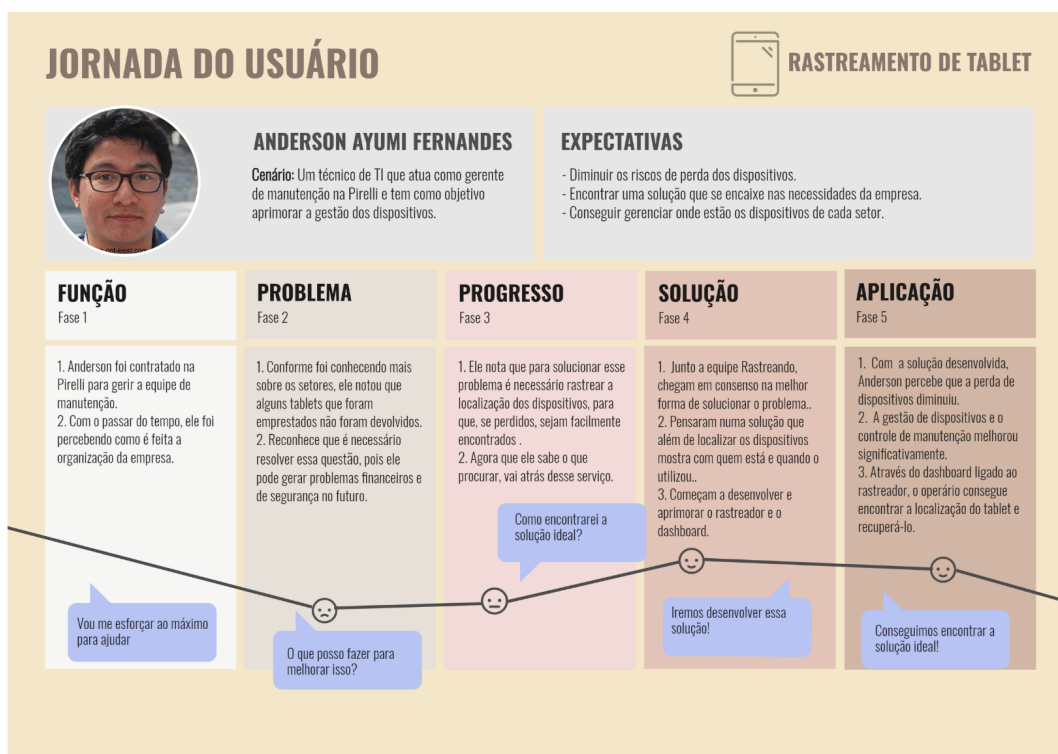 JORNADA DO USUÁRIO
RASTREAMENTO DE TABLET
ANDERSON AYUMI FERNANDES
Cenário: Um técnico de TI que atua como gerente
de manutenção na Pirelli e tem como objetivo
aprimorar a gestão dos dispositivos.
EXPECTATIVAS
- Diminuir os riscos de perda dos dispositivos.
- Encontrar uma solução que se encaixe nas necessidades da empresa.
- Conseguir gerenciar onde estão os dispositivos de cada setor.
FUNÇÃO
Fase 1
1. Anderson foi contratado na
Pirelli para gerir a equipe de
manutenção.
2. Com o passar do tempo, ele foi
percebendo como é feita a
organização da empresa.
Vou me esforçar ao máximo
para ajudar
PROBLEMA
Fase 2
1. Conforme foi conhecendo mais
sobre os setores, ele notou que
alguns tablets que foram
emprestados não foram devolvidos.
2. Reconhece que é necessário
resolver essa questão, pois ele
pode gerar problemas financeiros e
de segurança no futuro.
O que posso fazer para
melhorar isso?
PROGRESSO
Fase 3
1. Ele nota que para solucionar esse
problema é necessário rastrear a
localização dos dispositivos, para
que, se perdidos, sejam facilmente
encontrados .
2. Agora que ele sabe o que
procurar, vai atrás desse serviço.
Como encontrarei a
solução ideal?
SOLUÇÃO
Fase 4
1. Junto a equipe Rastreando,
chegam em consenso na melhor
forma de solucionar o problema..
2. Pensaram numa solução que
além de localizar os dispositivos
mostra com quem está e quando o
utilizou..
3. Começam a desenvolver e
aprimorar o rastreador e o
dashboard.
Iremos desenvolver essa
solução!
APLICAÇÃO
Fase 5
1. Com a solução desenvolvida,
Anderson percebe que a perda de
dispositivos diminuiu.
2. A gestão de dispositivos e o
controle de manutenção melhorou
significativamente.
3. Através do dashboard ligado ao
rastreador, o operário consegue
encontrar a localização do tablet e
recuperá-lo.
Conseguimos encontrar a
solução ideal!